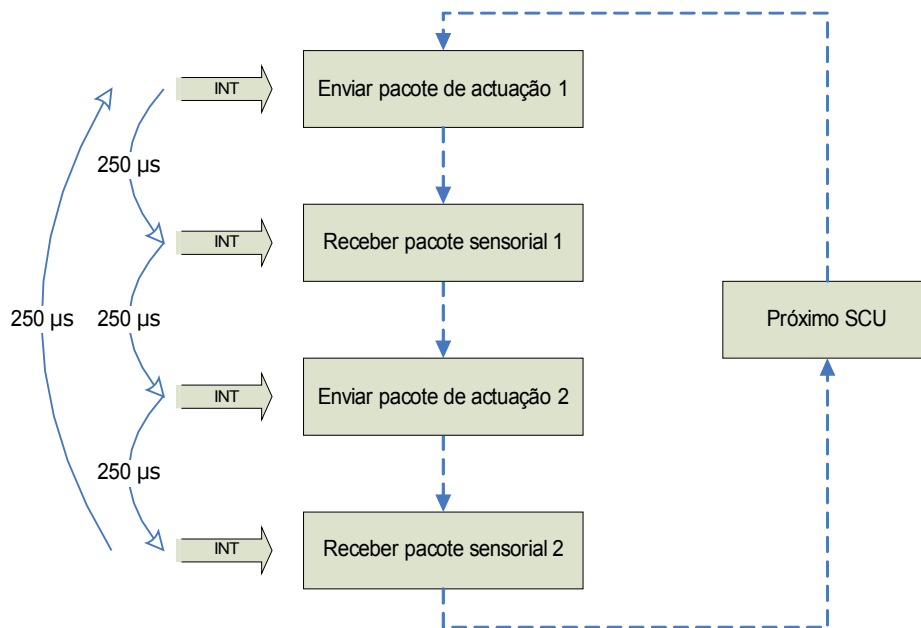 INT
Enviar pacote de actuação 1
250 µs
INT
Receber pacote sensorial 1
250 µs
250 µs
Próximo SCU
INT
Enviar pacote de actuação 2
250 µs
INT
Receber pacote sensorial 2